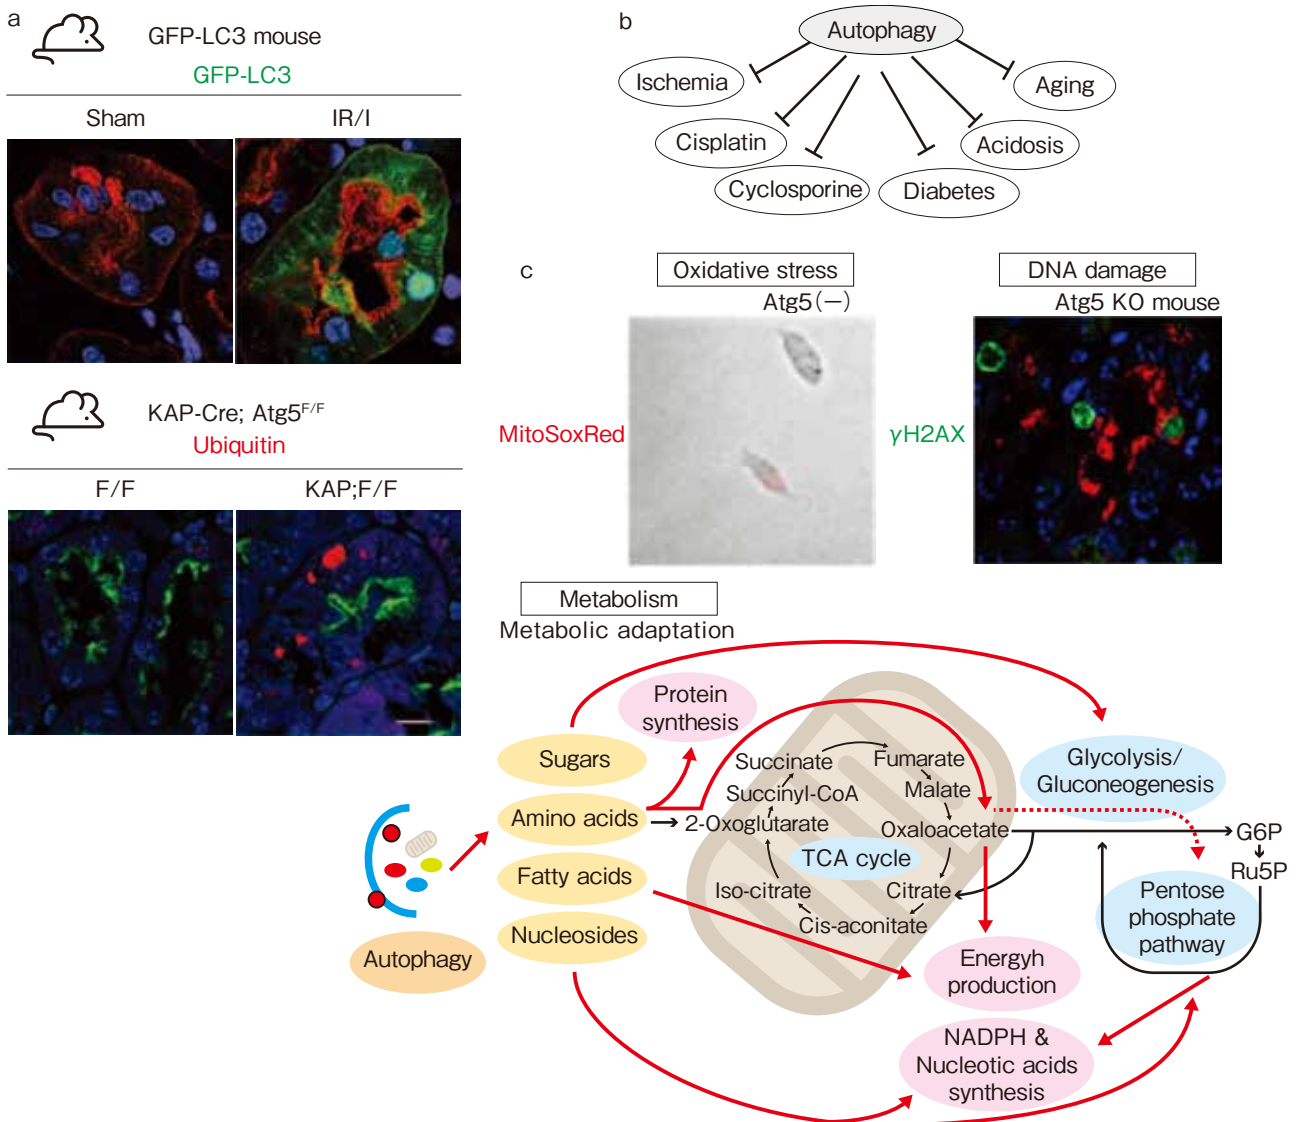 a
GFP-LC3 mouse
GFP-LC3
Sham
IR/I
KAP-Cre; Atg5F/F
Ubiquitin
F/F
KAP;F/F
b
Autophagy
Ischemia
Aging
Cisplatin
Acidosis
Cyclosporine
Diabetes
c
Oxidative stress
Atg5(—)
MitoSoxRed
DNA damage
Atg5 KO mouse
γH2AX
Metabolism
Metabolic adaptation
Protein
synthesis
Sugars
Amino acids
Fatty acids
Nucleosides
Autophagy
Succinate
Fumarate
Succinyl-CoA
Malate
2-Oxoglutarate
Oxaloacetate
TCA cycle
Iso-citrate
Citrate
Cis-aconitate
Glycolysis/
Gluconeogenesis
G6P
Ru5P
Pentose
phosphate
pathway
Energyh
production
NADPH &
Nucleotic acids
synthesis